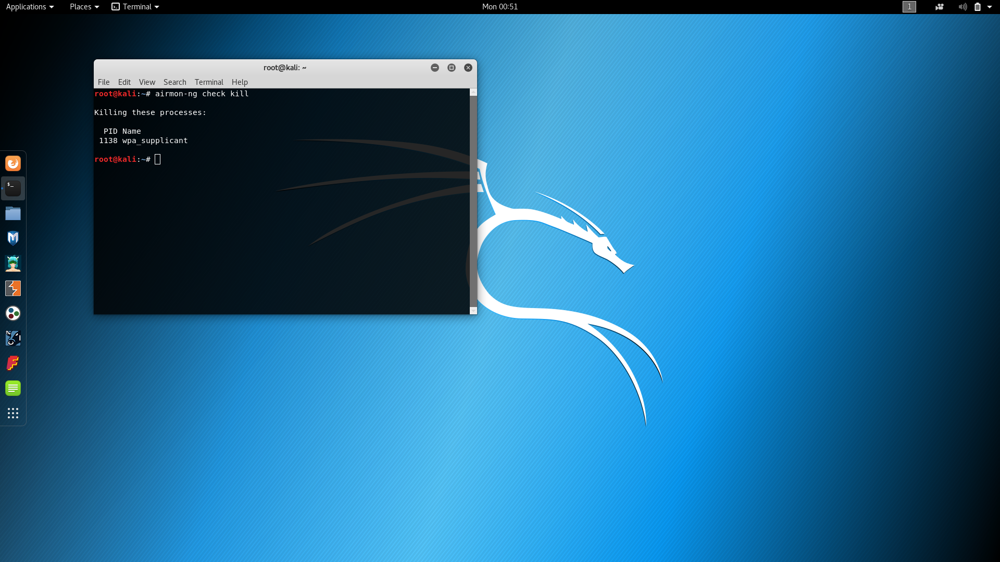 Applications Places Terminal Mon 00:51 1
root@kali: ~
File Edit View Search Terminal Help
root@kali:~# airmon-ng check kill
Killing these processes:
PID Name
1138 wpa_supplicant
root@kali:~#
$_